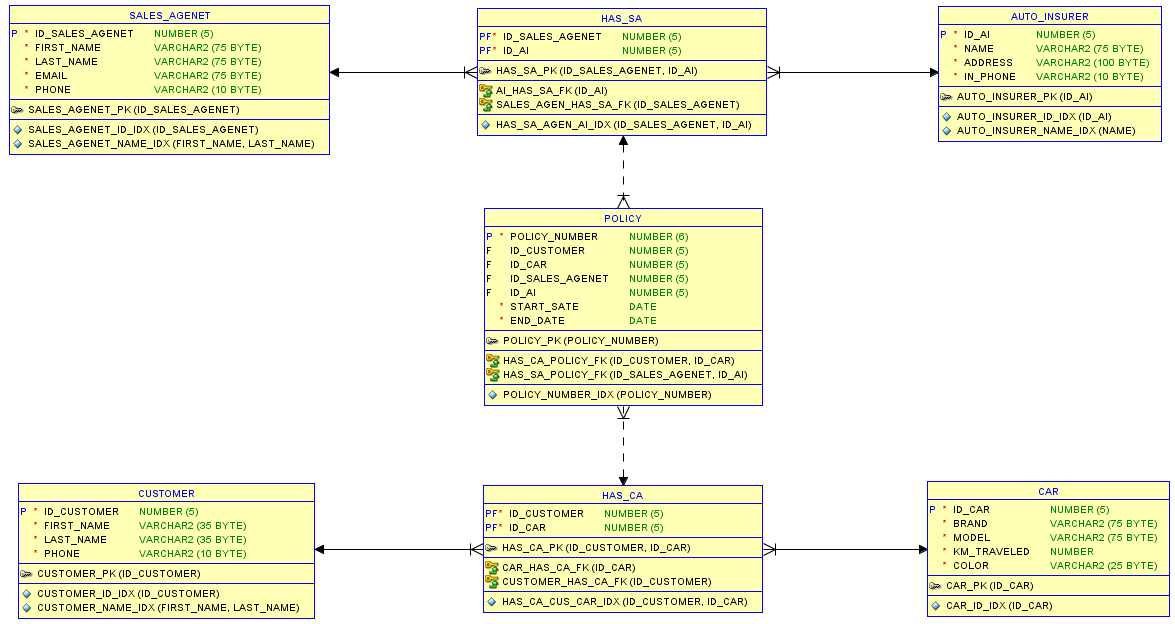 SALES_AGENET
P * ID_SALES_AGENET NUMBER (5)
* FIRST_NAME VARCHAR2 (75 BYTE)
* LAST_NAME VARCHAR2 (75 BYTE)
* EMAIL VARCHAR2 (75 BYTE)
* PHONE VARCHAR2 (10 BYTE)
SALES_AGENET_PK (ID_SALES_AGENET)
SALES_AGENET_ID_IDX (ID_SALES_AGENET)
SALES_AGENET_NAME_IDX (FIRST_NAME, LAST_NAME)
HAS_SA
PF* ID_SALES_AGENET NUMBER (5)
PF* ID_AI NUMBER (5)
HAS_SA_PK (ID_SALES_AGENET, ID_AI)
AI_HAS_SA_FK (ID_AI)
SALES_AGEN_HAS_SA_FK (ID_SALES_AGENET)
HAS_SA_AGEN_AI_IDX (ID_SALES_AGENET, ID_AI)
AUTO_INSURER
P * ID_AI NUMBER (5)
* NAME VARCHAR2 (75 BYTE)
* ADDRESS VARCHAR2 (100 BYTE)
* IN_PHONE VARCHAR2 (10 BYTE)
AUTO_INSURER_PK (ID_AI)
AUTO_INSURER_ID_IDX (ID_AI)
AUTO_INSURER_NAME_IDX (NAME)
POLICY
P * POLICY_NUMBER NUMBER (6)
F ID_CUSTOMER NUMBER (5)
F ID_CAR NUMBER (5)
F ID_SALES_AGENET NUMBER (5)
F ID_AI NUMBER (5)
* START_SATE DATE
* END_DATE DATE
POLICY_PK (POLICY_NUMBER)
HAS_CA_POLICY_FK (ID_CUSTOMER, ID_CAR)
HAS_SA_POLICY_FK (ID_SALES_AGENET, ID_AI)
POLICY_NUMBER_IDX (POLICY_NUMBER)
CUSTOMER
P * ID_CUSTOMER NUMBER (5)
* FIRST_NAME VARCHAR2 (35 BYTE)
* LAST_NAME VARCHAR2 (35 BYTE)
* PHONE VARCHAR2 (10 BYTE)
CUSTOMER_PK (ID_CUSTOMER)
CUSTOMER_ID_IDX (ID_CUSTOMER)
CUSTOMER_NAME_IDX (FIRST_NAME, LAST_NAME)
HAS_CA
PF* ID_CUSTOMER NUMBER (5)
PF* ID_CAR NUMBER (5)
HAS_CA_PK (ID_CUSTOMER, ID_CAR)
CAR_HAS_CA_FK (ID_CAR)
CUSTOMER_HAS_CA_FK (ID_CUSTOMER)
HAS_CA_CUS_CAR_IDX (ID_CUSTOMER, ID_CAR)
CAR
P * ID_CAR NUMBER (5)
* BRAND VARCHAR2 (75 BYTE)
* MODEL VARCHAR2 (75 BYTE)
* KM_TRAVELED NUMBER
* COLOR VARCHAR2 (25 BYTE)
CAR_PK (ID_CAR)
CAR_ID_IDX (ID_CAR)